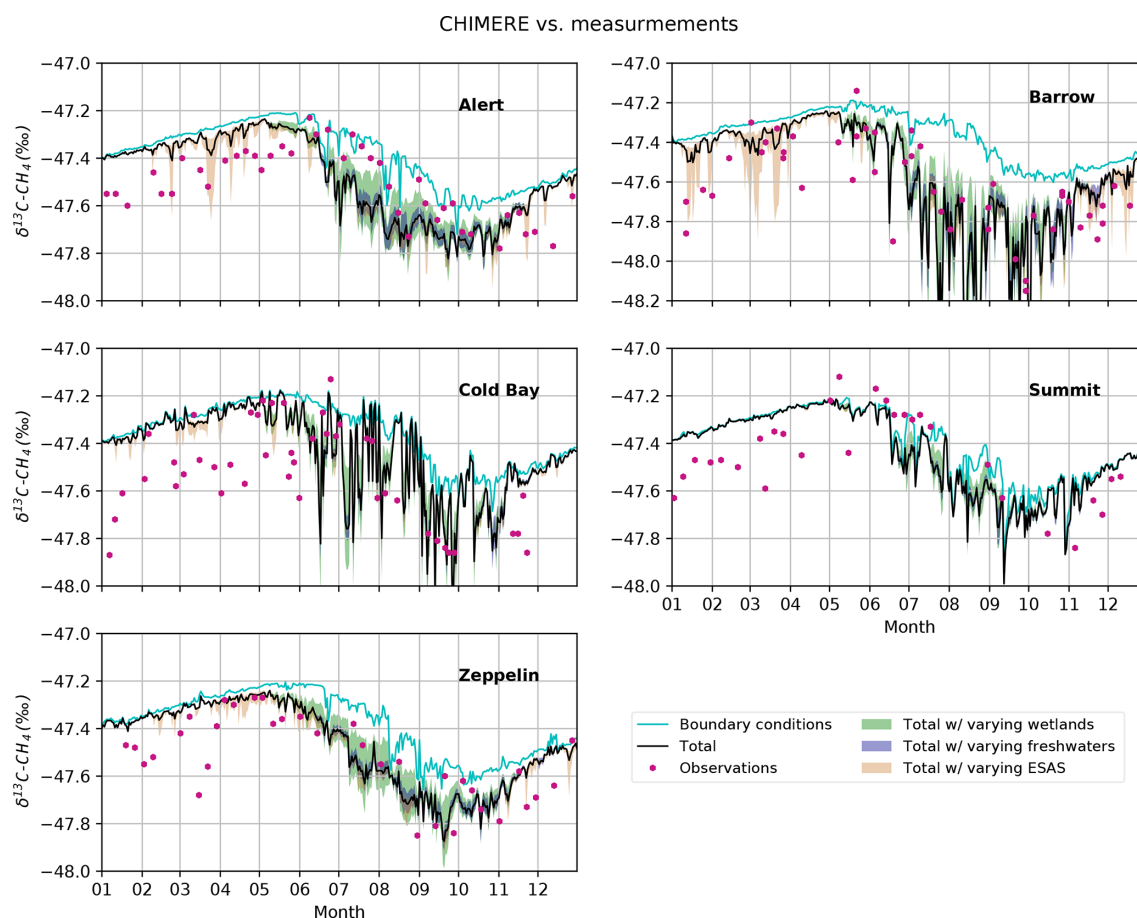 CHIMERE vs. measurmements
−47.0
−47.2
−47.4
−47.6
−47.8
−48.0
δ¹³C-CH₄ (‰)
Alert
−47.0
−47.2
−47.4
−47.6
−47.8
−48.0
−48.2
Barrow
−47.0
−47.2
−47.4
−47.6
−47.8
−48.0
δ¹³C-CH₄ (‰)
Cold Bay
−47.0
−47.2
−47.4
−47.6
−47.8
−48.0
Summit
01 02 03 04 05 06 07 08 09 10 11 12
Month
−47.0
−47.2
−47.4
−47.6
−47.8
−48.0
δ¹³C-CH₄ (‰)
Zeppelin
01 02 03 04 05 06 07 08 09 10 11 12
Month
Boundary conditions
Total
Observations
Total w/ varying wetlands
Total w/ varying freshwaters
Total w/ varying ESAS